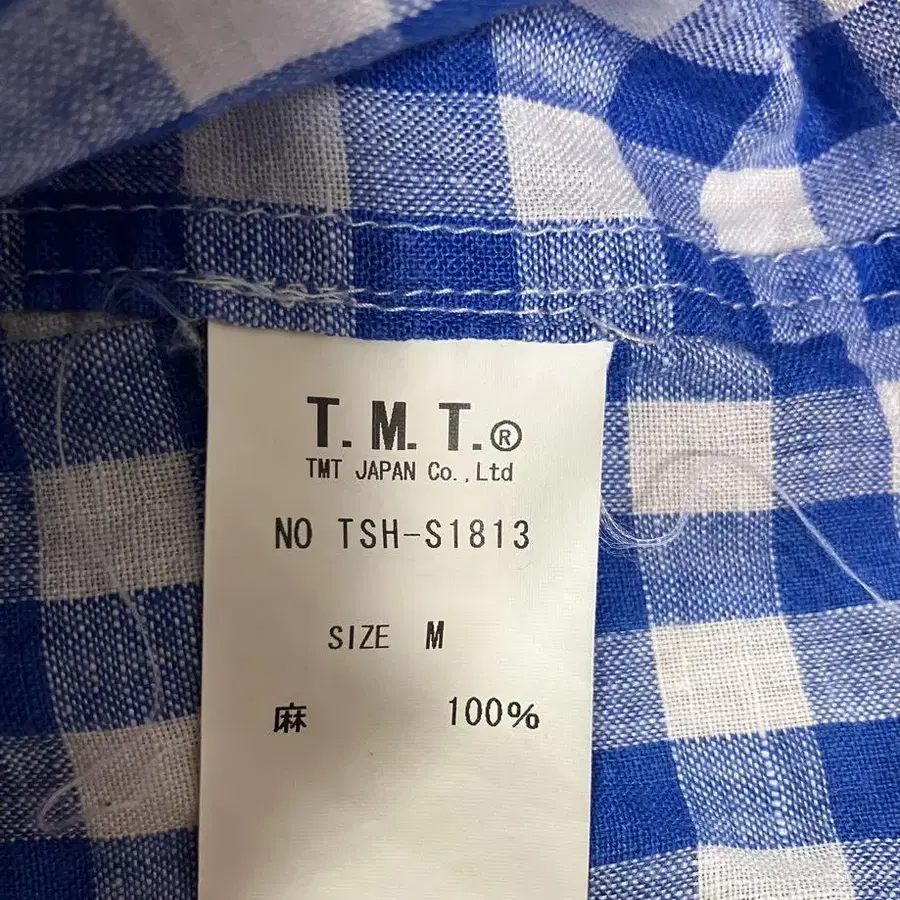 T.M.T.®
TMT JAPAN Co.,Ltd
NO TSH-S1813
SIZE M
麻 100%